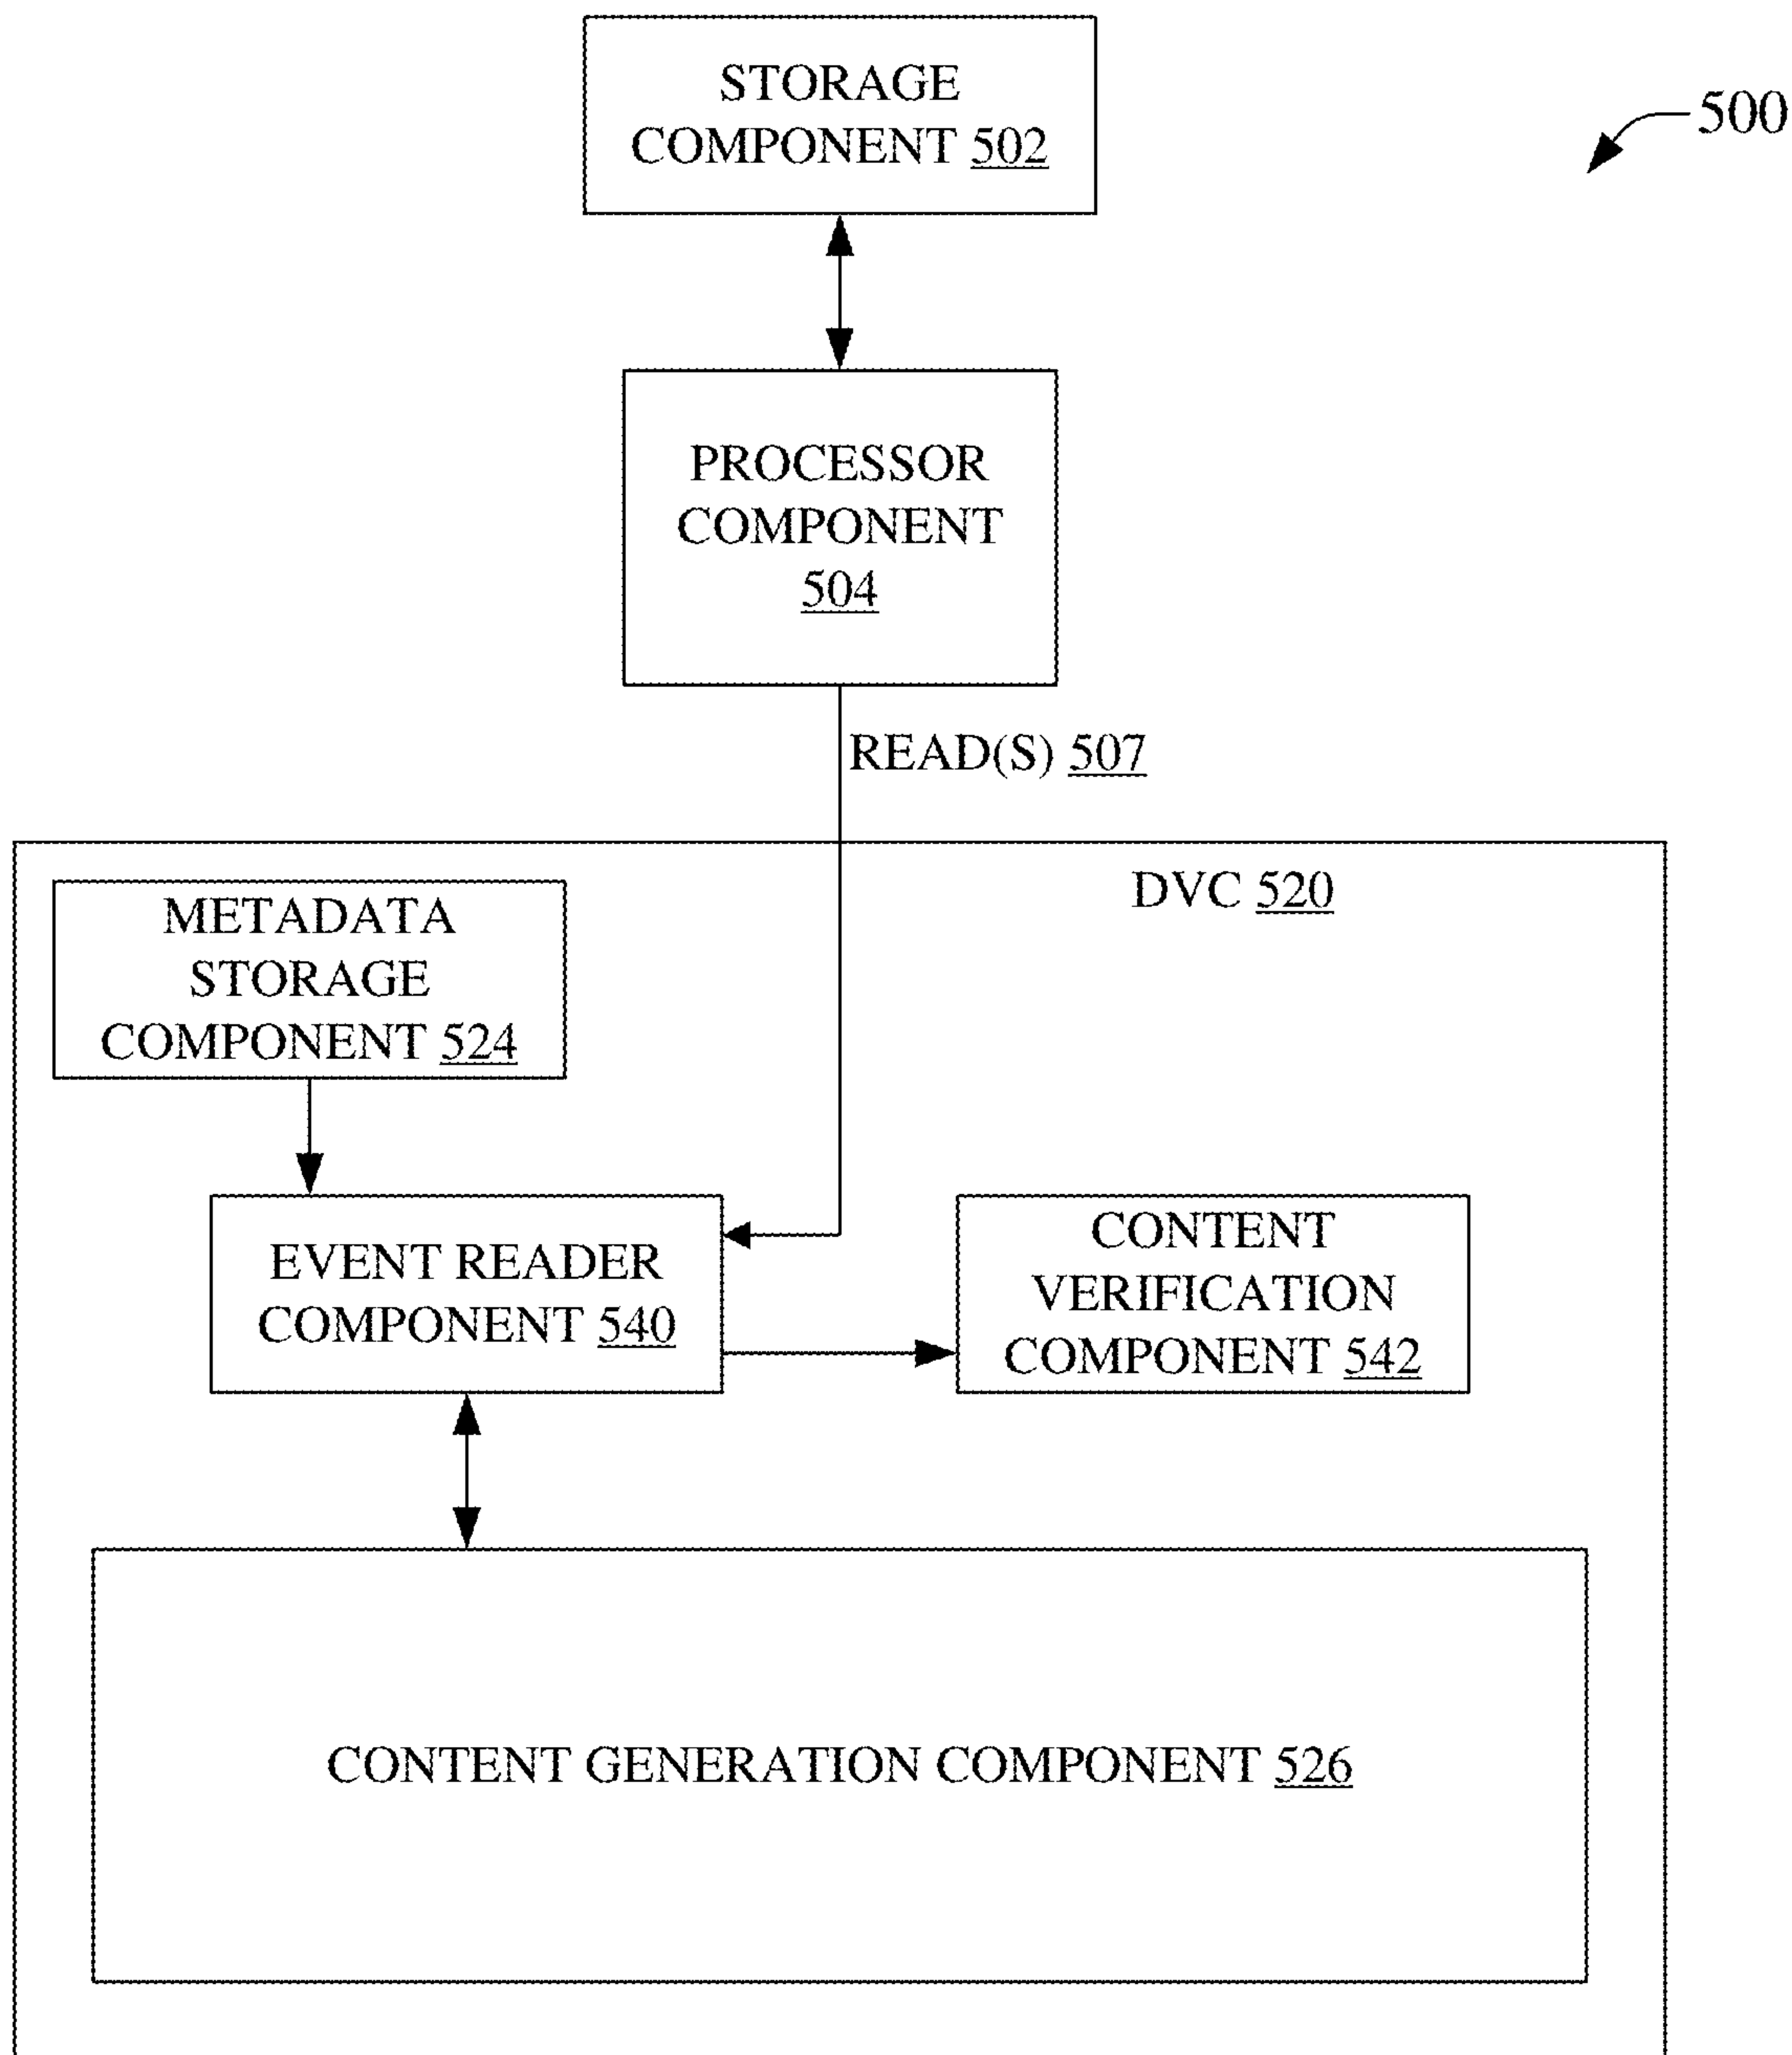 STORAGE
COMPONENT 502
500
PROCESSOR
COMPONENT
504
READ(S) 507
DVC 520
METADATA
STORAGE
COMPONENT 524
EVENT READER
COMPONENT 540
CONTENT
VERIFICATION
COMPONENT 542
CONTENT GENERATION COMPONENT 526